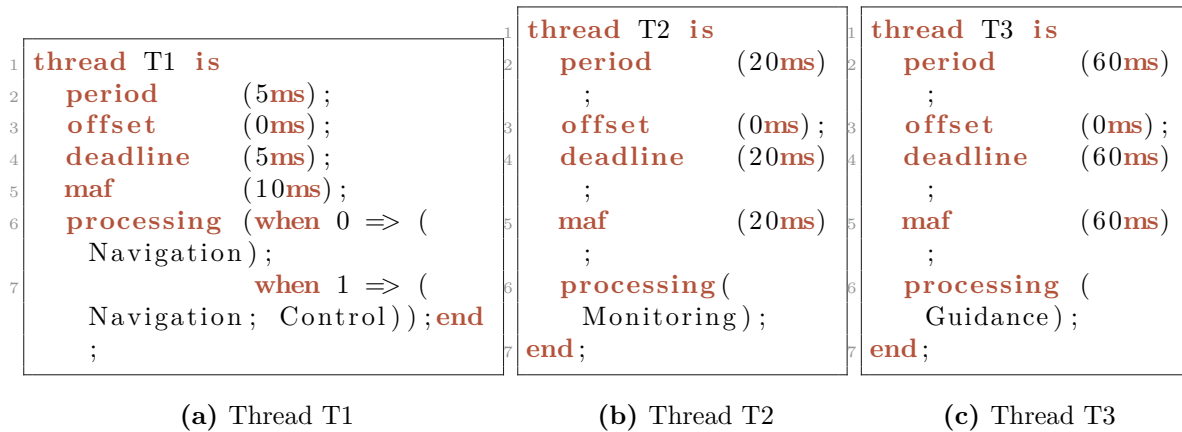 1 thread T1 is
2 period (5ms);
3 offset (0ms);
4 deadline (5ms);
5 maf (10ms);
6 processing (when 0 => (
Navigation);
7 when 1 => (
Navigation; Control));end
;
(a) Thread T1
1 thread T2 is
2 period (20ms)
;
3 offset (0ms);
4 deadline (20ms)
;
5 maf (20ms)
;
6 processing(
Monitoring);
7 end;
(b) Thread T2
1 thread T3 is
2 period (60ms)
;
3 offset (0ms);
4 deadline (60ms)
;
5 maf (60ms)
;
6 processing (
Guidance);
7 end;
(c) Thread T3